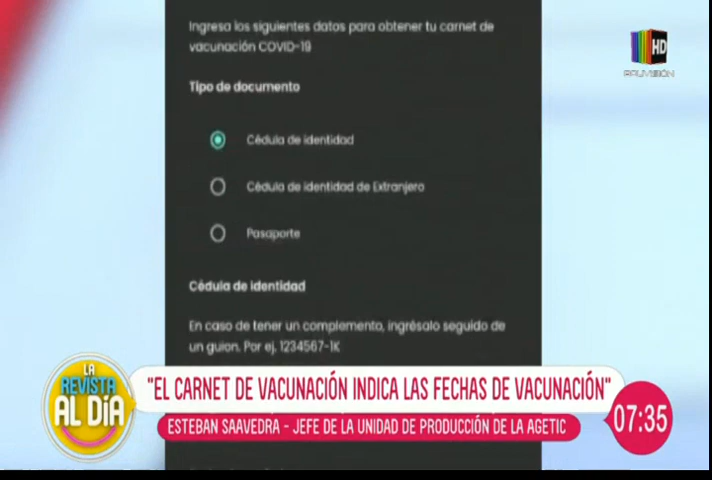 Ingresa los siguientes datos para obtener tu carnet de
vacunación COVID-19
HD
BOLIVISIÓN
Tipo de documento
Cédula de identidad
Cédula de identidad de Extranjero
Pasaporte
Cédula de identidad
En caso de tener un complemento, ingrésalo seguido de
un guion. Por ej. 1234567-1K
LA
REVISTA
AL DÍA
"EL CARNET DE VACUNACIÓN INDICA LAS FECHAS DE VACUNACIÓN"
ESTEBAN SAAVEDRA - JEFE DE LA UNIDAD DE PRODUCCIÓN DE LA AGETIC
07:35